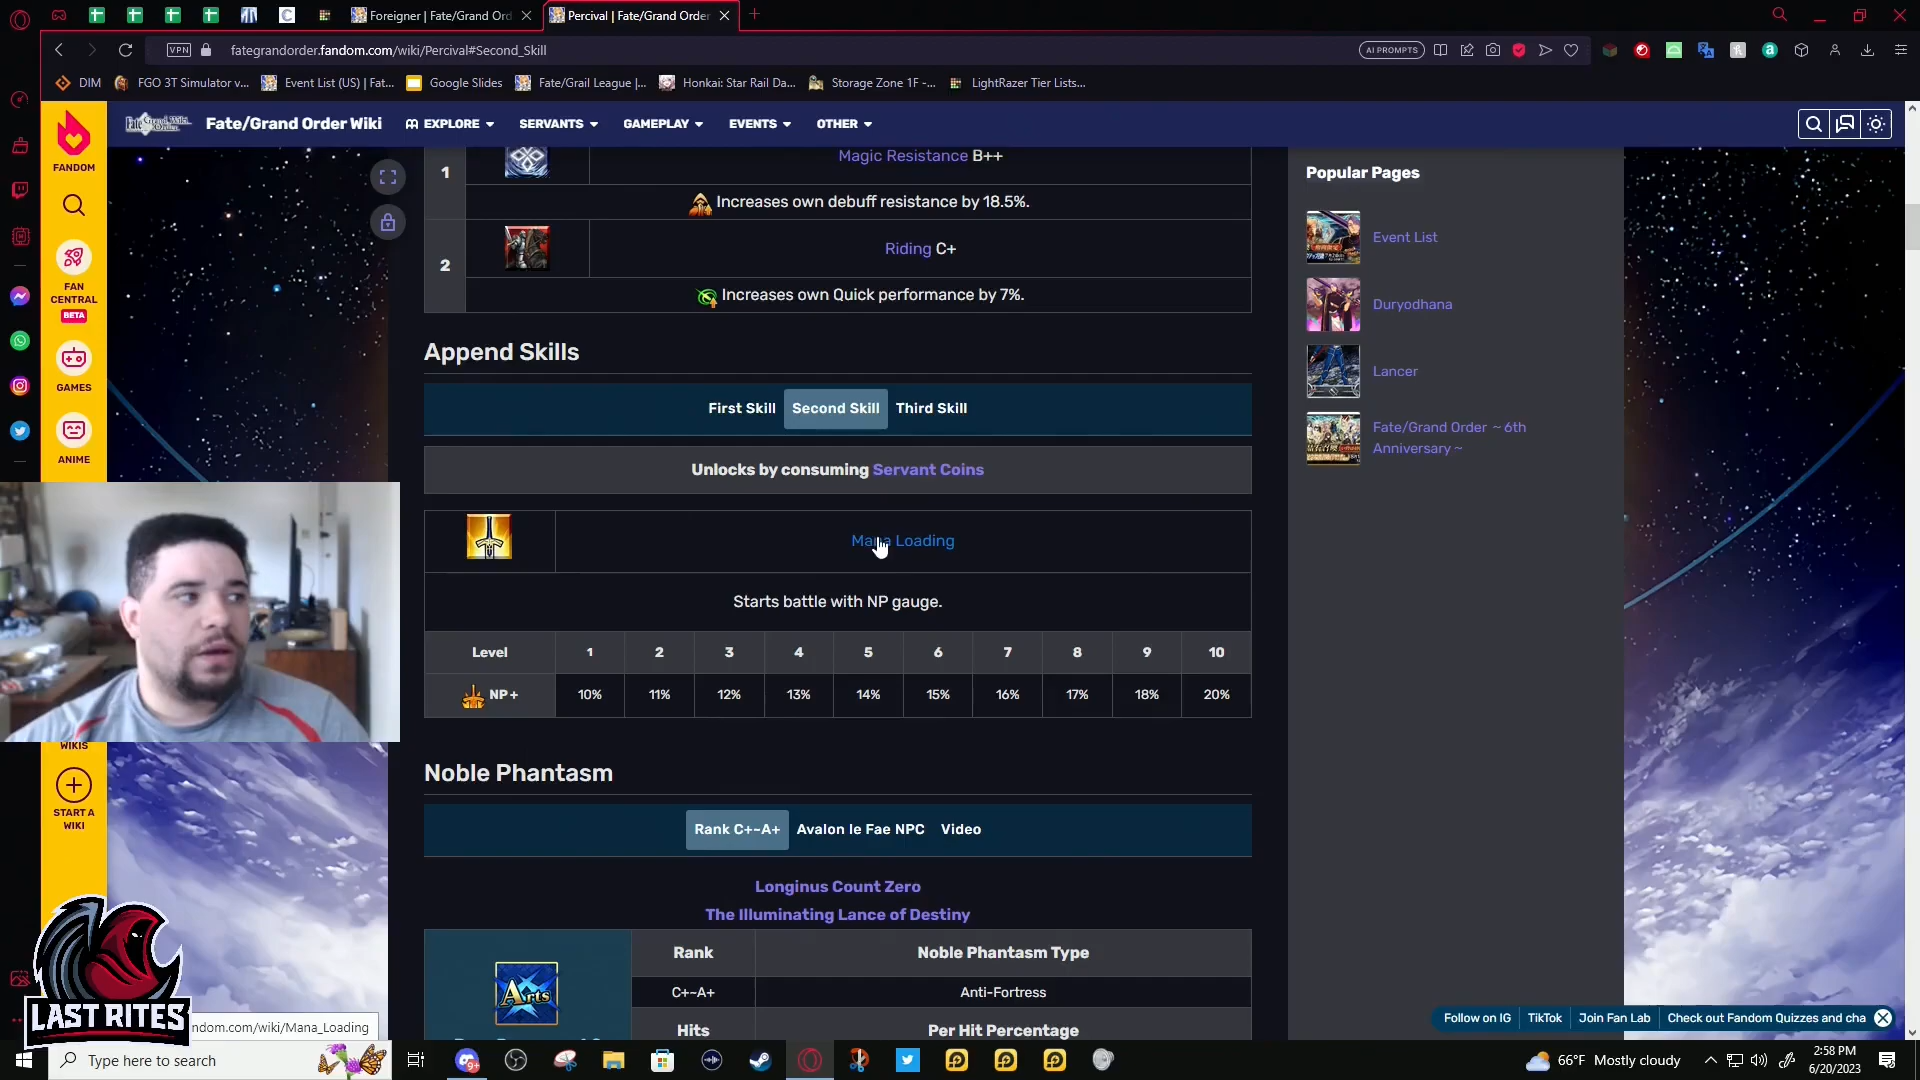 Foreigner | Fate/Grand Ord
Percival | Fate/Grand Order
VPN
fategrandorder.fandom.com/wiki/Percival#Second_Skill
AI PROMPTS
DIM
FGO 3T Simulator v...
Event List (US) | Fat...
Google Slides
Fate/Grail League |...
Honkai: Star Rail Da...
Storage Zone 1F -...
LightRazer Tier Lists...
Fate/Grand Order Wiki
EXPLORE
SERVANTS
GAMEPLAY
EVENTS
OTHER
FANDOM
FAN CENTRAL
BETA
GAMES
ANIME
WIKIS
START A WIKI
1
Magic Resistance B++
Increases own debuff resistance by 18.5%.
2
Riding C+
Increases own Quick performance by 7%.
Append Skills
First Skill Second Skill Third Skill
Unlocks by consuming Servant Coins
Mana Loading
Starts battle with NP gauge.
Level 1 2 3 4 5 6 7 8 9 10
NP + 10% 11% 12% 13% 14% 15% 16% 17% 18% 20%
Noble Phantasm
Rank C+~A+ Avalon le Fae NPC Video
Longinus Count Zero
The Illuminating Lance of Destiny
Rank Noble Phantasm Type
C+~A+ Anti-Fortress
Hits Per Hit Percentage
Arts
Popular Pages
Event List
Duryodhana
Lancer
Fate/Grand Order ～6th
Anniversary～
Follow on IG TikTok Join Fan Lab Check out Fandom Quizzes and cha
LAST RITES
ndom.com/wiki/Mana_Loading
Type here to search
9+
66°F Mostly cloudy
2:58 PM
6/20/2023